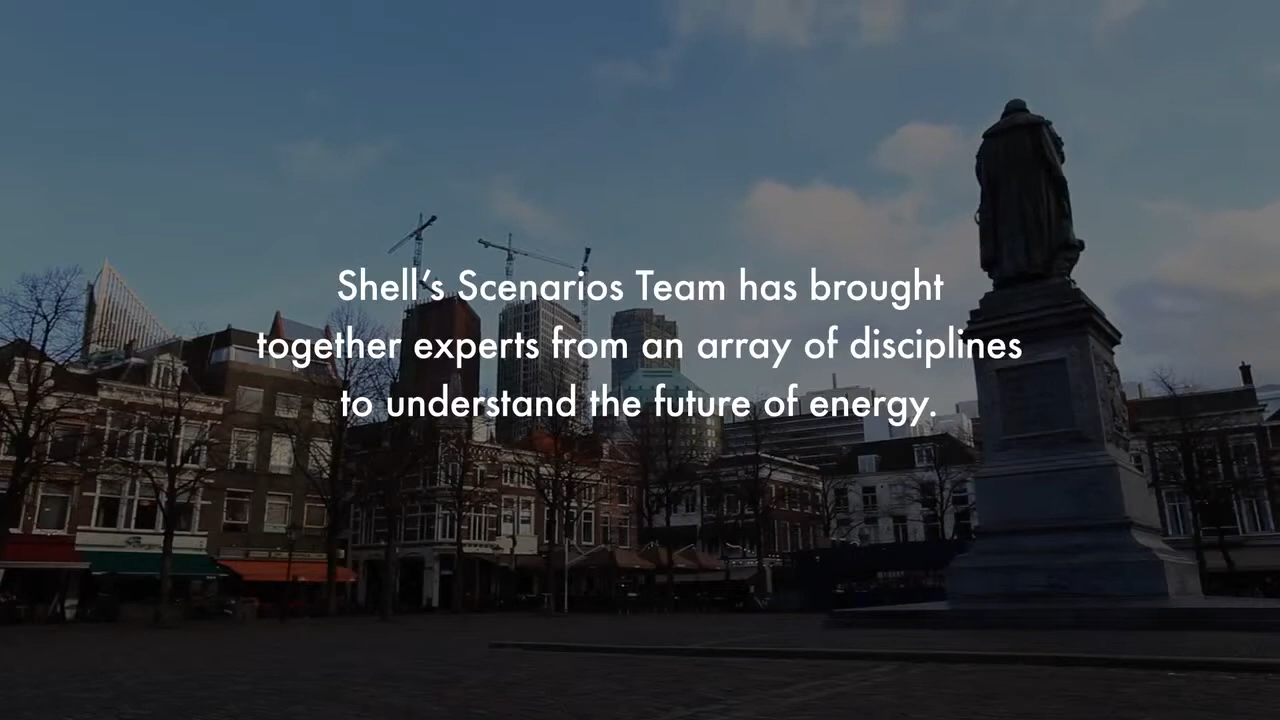 Shell’s Scenarios Team has brought
together experts from an array of disciplines
to understand the future of energy.